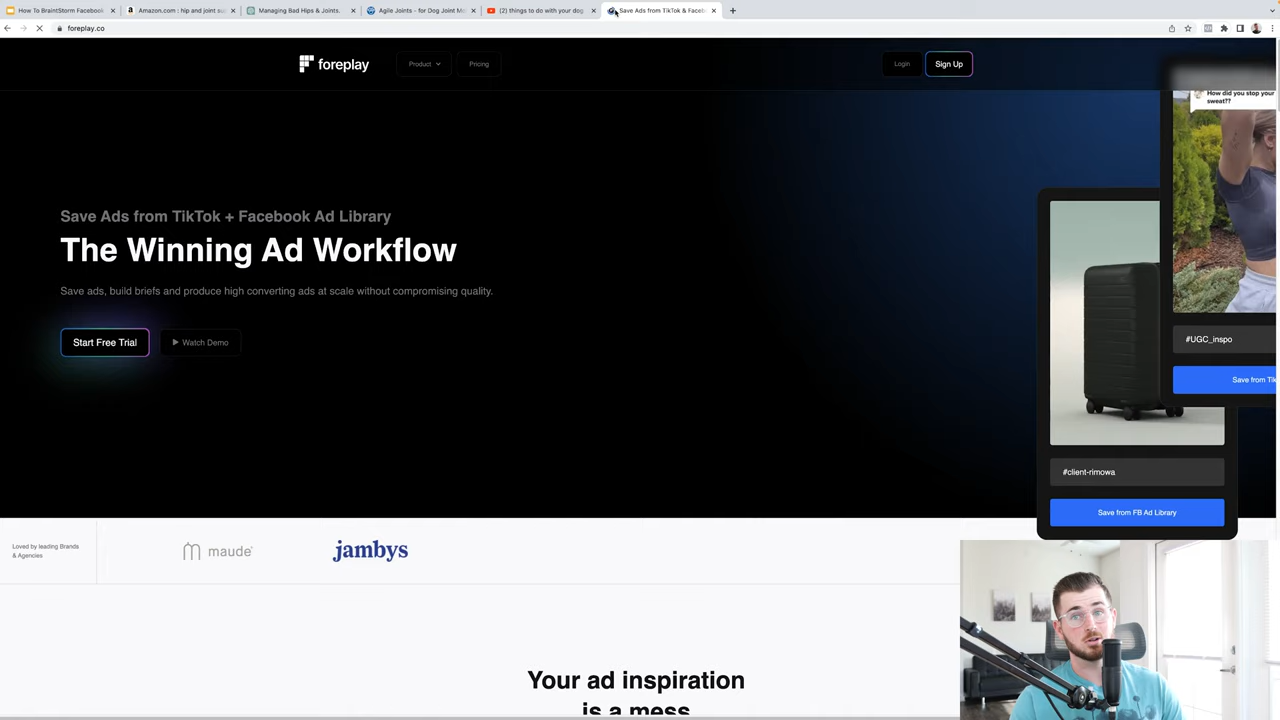 How To BraintStorm Facebook
Amazon.com : hip and joint su
Managing Bad Hips & Joints.
Agile Joints - for Dog Joint Mo
(2) things to do with your dog
Save Ads from TikTok & Faceb
foreplay.co
foreplay
Product
Pricing
Login
Sign Up
How did you stop your
sweat??
Save Ads from TikTok + Facebook Ad Library
The Winning Ad Workflow
Save ads, build briefs and produce high converting ads at scale without compromising quality.
Start Free Trial
Watch Demo
#UGC_inspo
Save from Tik
#client-rimowa
Save from FB Ad Library
Loved by leading Brands
& Agencies
maude
jambys
Your ad inspiration
is a mess